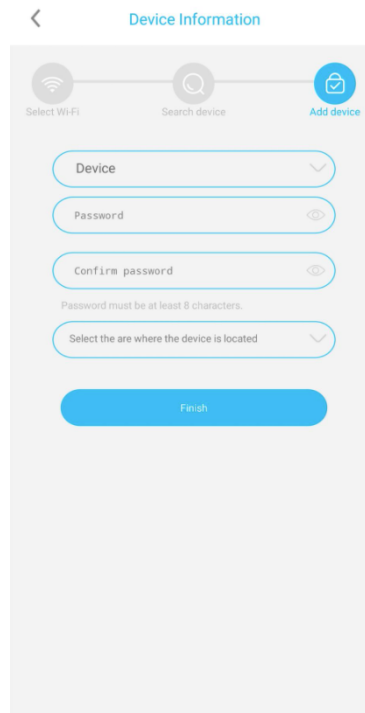 Device Information
Select Wi-Fi
Search device
Add device
Device
Password
Confirm password
Password must be at least 8 characters.
Select the are where the device is located
Finish